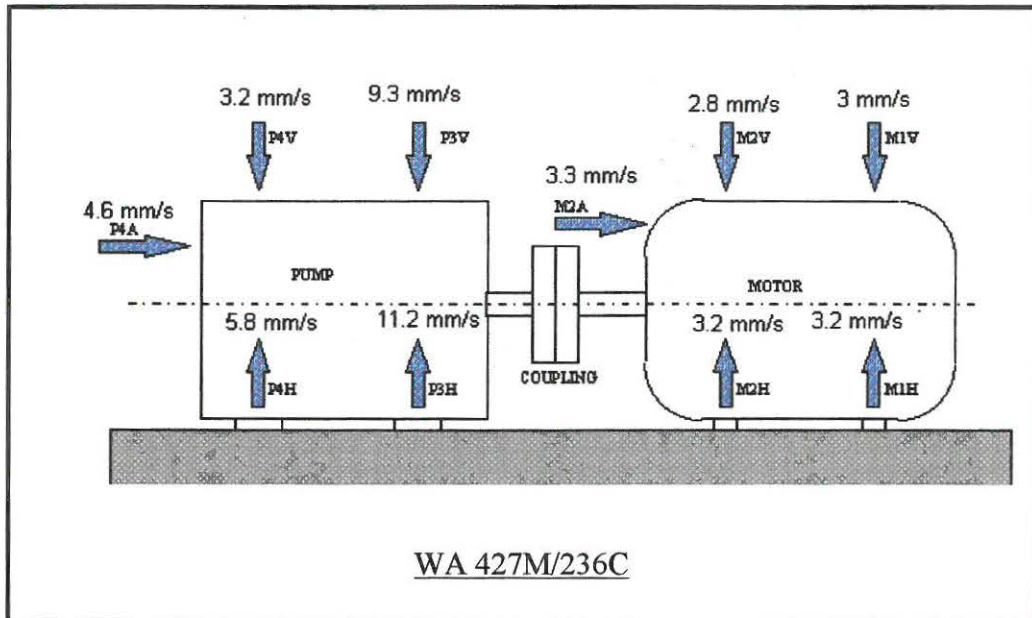 3.2 mm/s
9.3 mm/s
2.8 mm/s
3 mm/s
P4V
P3V
M2V
M1V
3.3 mm/s
4.6 mm/s
M2A
P4A
PUMP
MOTOR
5.8 mm/s
11.2 mm/s
3.2 mm/s
3.2 mm/s
COUPLING
P4H
P3H
M2H
M1H
WA 427M/236C